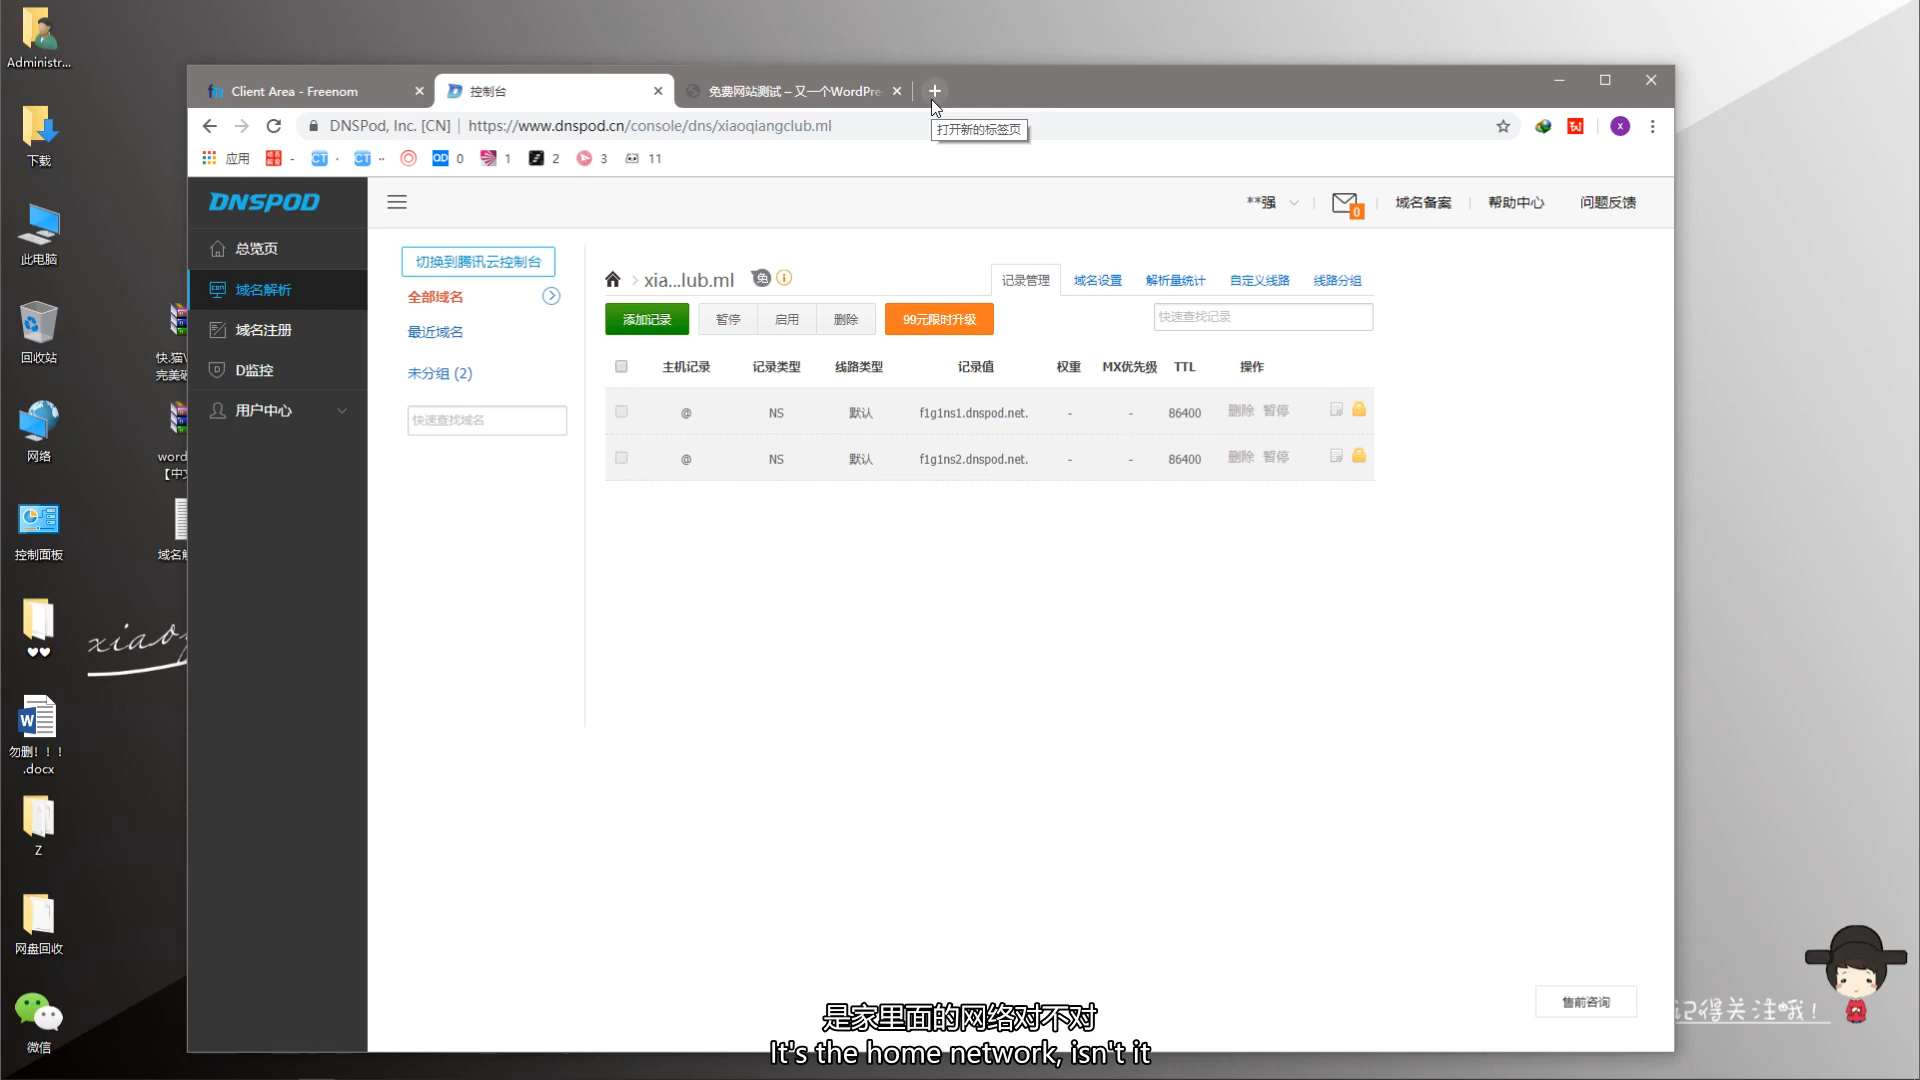 Administr...
下载
此电脑
回收站
网络
控制面板
勿删！！！
.docx
Z
网盘回收
微信
快.猫\
word
【中
域名解
xiao
Client Area - Freenom
控制台
免费网站测试 – 又一个WordPre
DNSPod, Inc. [CN] | https://www.dnspod.cn/console/dns/xiaoqiangclub.ml
打开新的标签页
x
应用 - CT · CT ·· OD 0 1 2 3 11
DNSPOD
**强
0
域名备案
帮助中心
问题反馈
总览页
域名解析
域名注册
D监控
用户中心
切换到腾讯云控制台
全部域名
最近域名
未分组 (2)
快速查找域名
xia...lub.ml
免
记录管理 域名设置 解析量统计 自定义线路 线路分组
添加记录 暂停 启用 删除 99元限时升级
快速查找记录
主机记录 记录类型 线路类型 记录值 权重 MX优先级 TTL 操作
@ NS 默认 f1g1ns1.dnspod.net. - - 86400 删除 暂停
@ NS 默认 f1g1ns2.dnspod.net. - - 86400 删除 暂停
售前咨询
记得关注哦！
是家里面的网络对不对
It's the home network, isn't it